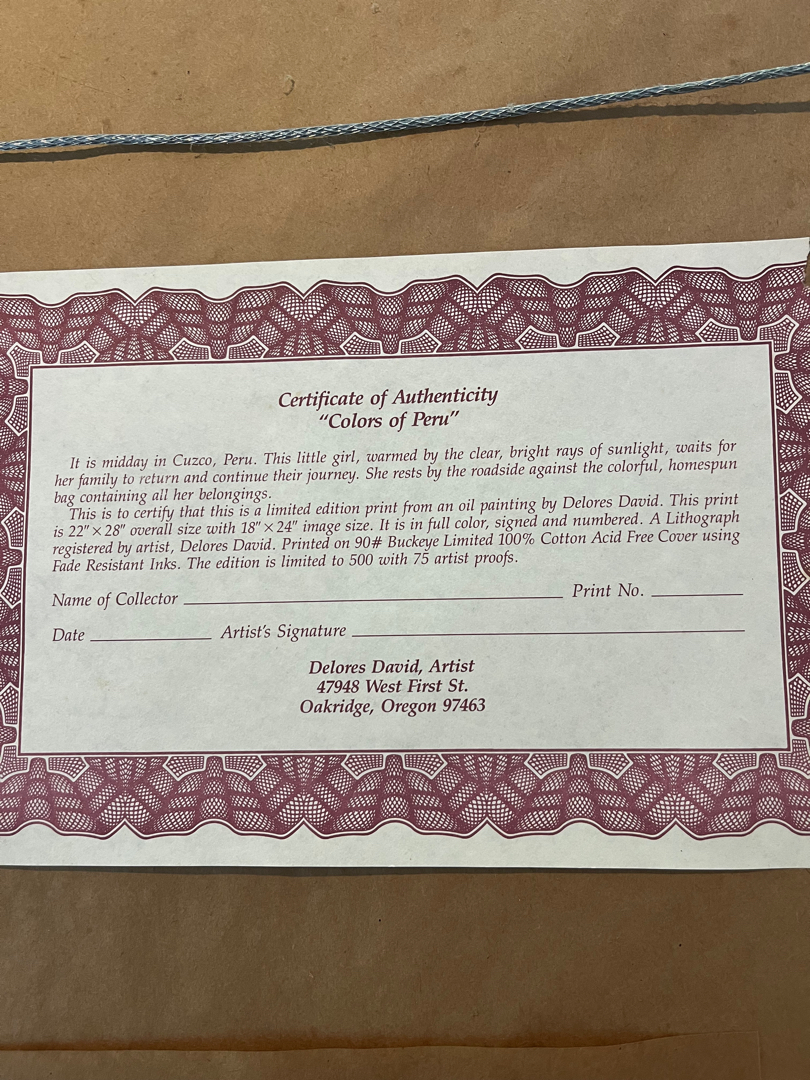 Certificate of Authenticity
"Colors of Peru"
It is midday in Cuzco, Peru. This little girl, warmed by the clear, bright rays of sunlight, waits for
her family to return and continue their journey. She rests by the roadside against the colorful, homespun
bag containing all her belongings.
This is to certify that this is a limited edition print from an oil painting by Delores David. This print
is 22"×28" overall size with 18"×24" image size. It is in full color, signed and numbered. A Lithograph
registered by artist, Delores David. Printed on 90# Buckeye Limited 100% Cotton Acid Free Cover using
Fade Resistant Inks. The edition is limited to 500 with 75 artist proofs.
Name of Collector Print No.
Date Artist's Signature
Delores David, Artist
47948 West First St.
Oakridge, Oregon 97463